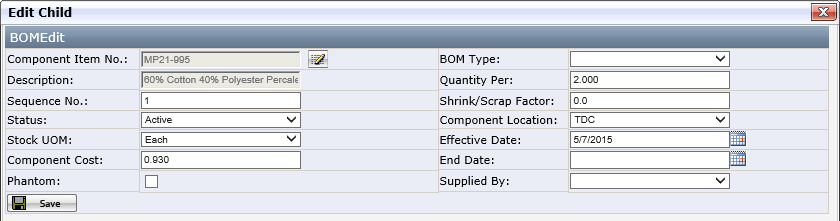 Edit Child
BOMEdit
Component Item No.: MP21-995 BOM Type:
Description: 60% Cotton 40% Polyester Percale Quantity Per: 2.000
Sequence No.: 1 Shrink/Scrap Factor: 0.0
Status: Active Component Location: TDC
Stock UOM: Each Effective Date: 5/7/2015
Component Cost: 0.930 End Date:
Phantom: Supplied By:
Save